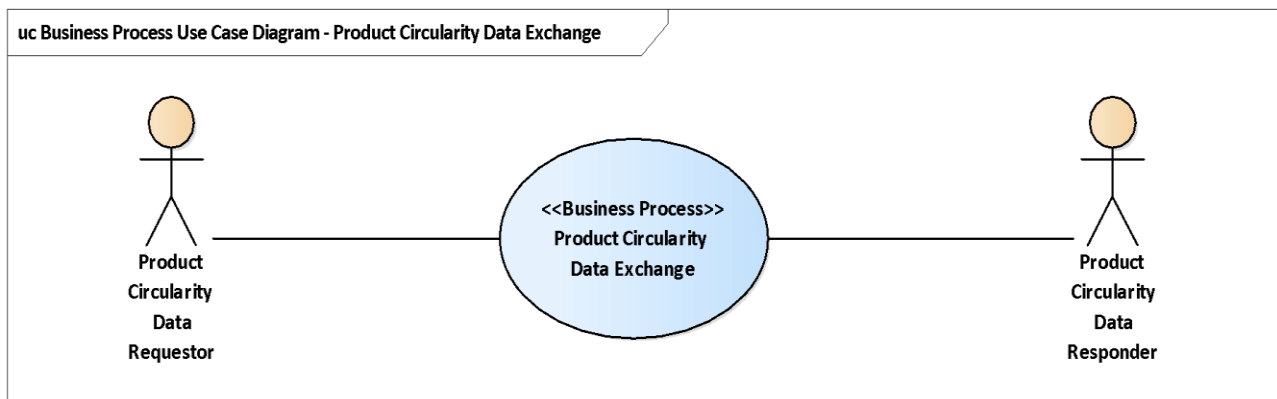 uc Business Process Use Case Diagram - Product Circularity Data Exchange
<<Business Process>>
Product Circularity
Data Exchange
Product
Circularity
Data
Requestor
Product
Circularity
Data
Responder